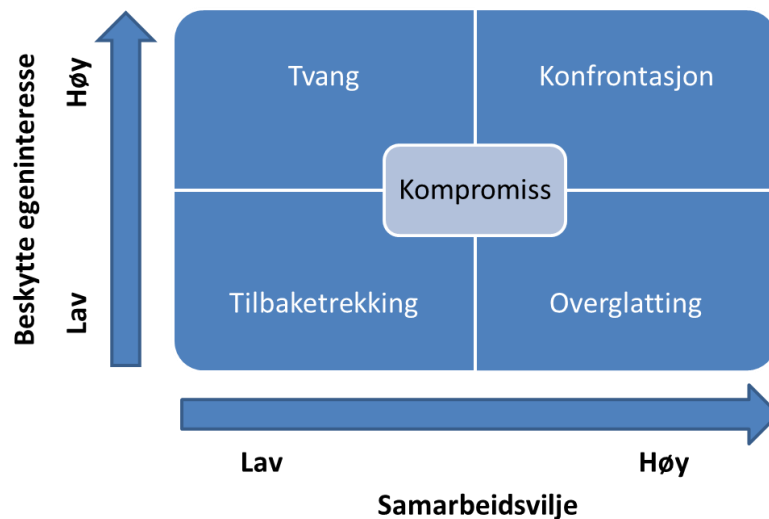 Beskytte egeninteresse
Høy
Lav
Tvang
Konfrontasjon
Kompromiss
Tilbaketrekking
Overglatting
Lav
Høy
Samarbeidsvilje